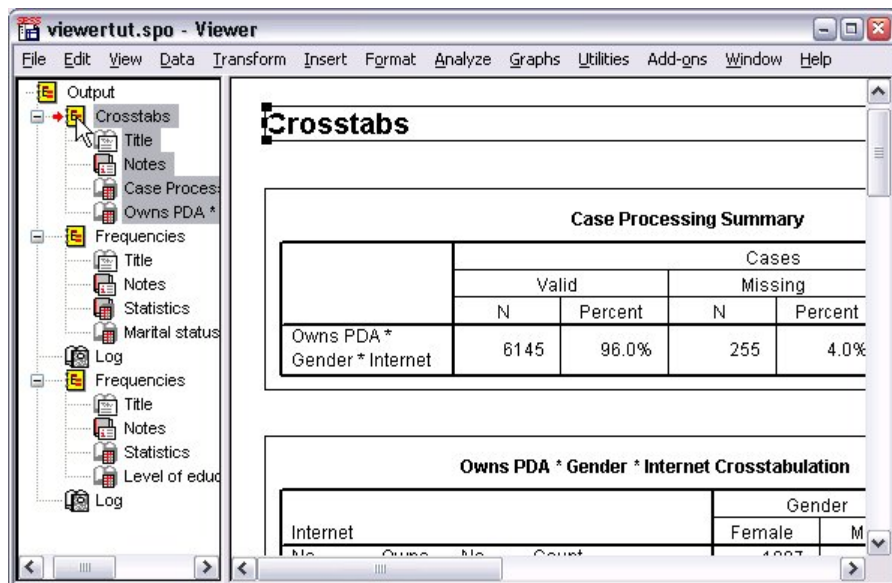 viewertut.spo - Viewer
File Edit View Data Transform Insert Format Analyze Graphs Utilities Add-ons Window Help
Output
Crosstabs
Title
Notes
Case Proces
Owns PDA *
Frequencies
Title
Notes
Statistics
Marital status
Log
Frequencies
Title
Notes
Statistics
Level of educ
Log
Crosstabs
Case Processing Summary
Cases
Valid Missing
N Percent N Percent
Owns PDA * Gender * Internet 6145 96.0% 255 4.0%
Owns PDA * Gender * Internet Crosstabulation
Gender
Internet Female M